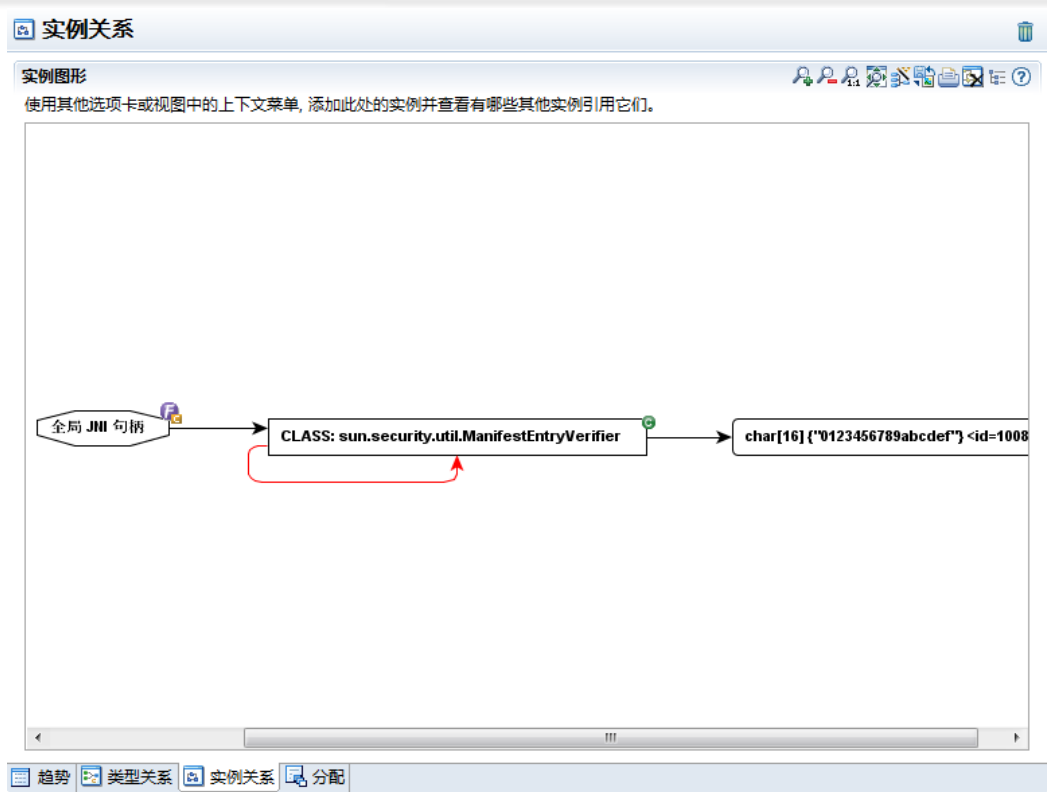 实例关系
实例图形
使用其他选项卡或视图中的上下文菜单, 添加此处的实例并查看有哪些其他实例引用它们。
全局 JNI 句柄
CLASS: sun.security.util.ManifestEntryVerifier
char[16] {"0123456789abcdef"} <id=1008
趋势 类型关系 实例关系 分配